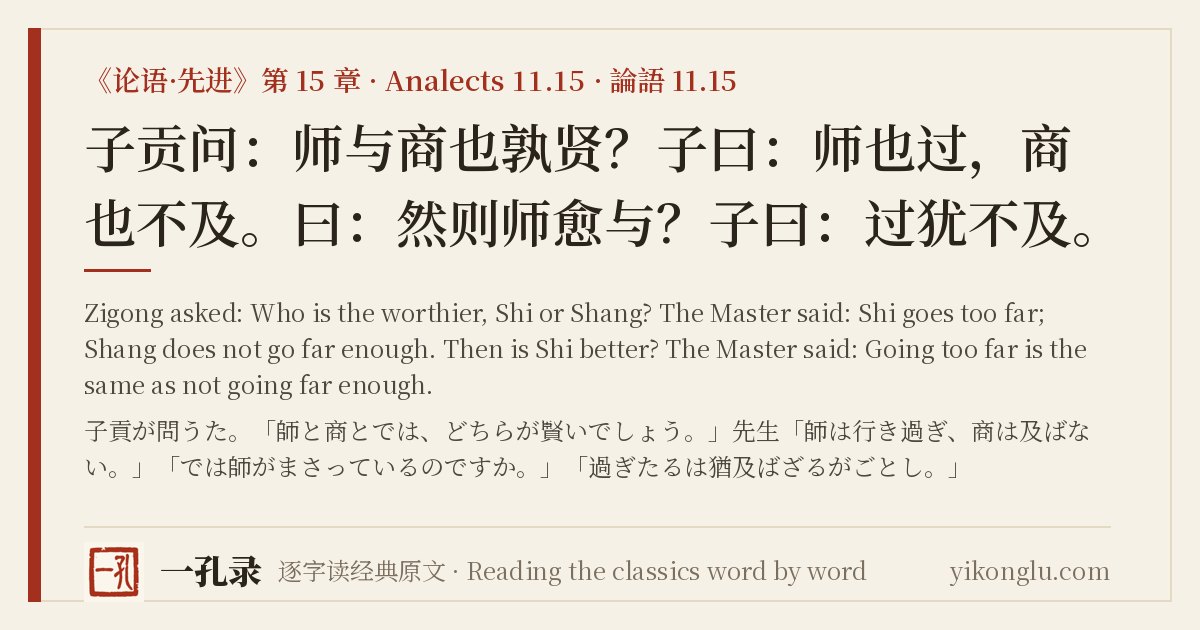 《论语·先进》第 15 章 · Analects 11.15 · 論語 11.15
子贡问：师与商也孰贤？子曰：师也过，商
也不及。曰：然则师愈与？子曰：过犹不及。
Zigong asked: Who is the worthier, Shi or Shang? The Master said: Shi goes too far;
Shang does not go far enough. Then is Shi better? The Master said: Going too far is the
same as not going far enough.
子貢が問うた。「師と商とでは、どちらが賢いでしょう。」先生「師は行き過ぎ、商は及ばな
い。」「では師がまさっているのですか。」「過ぎたるは猶及ばざるがごとし。」
一孔
一孔录 逐字读经典原文 · Reading the classics word by word yikonglu.com